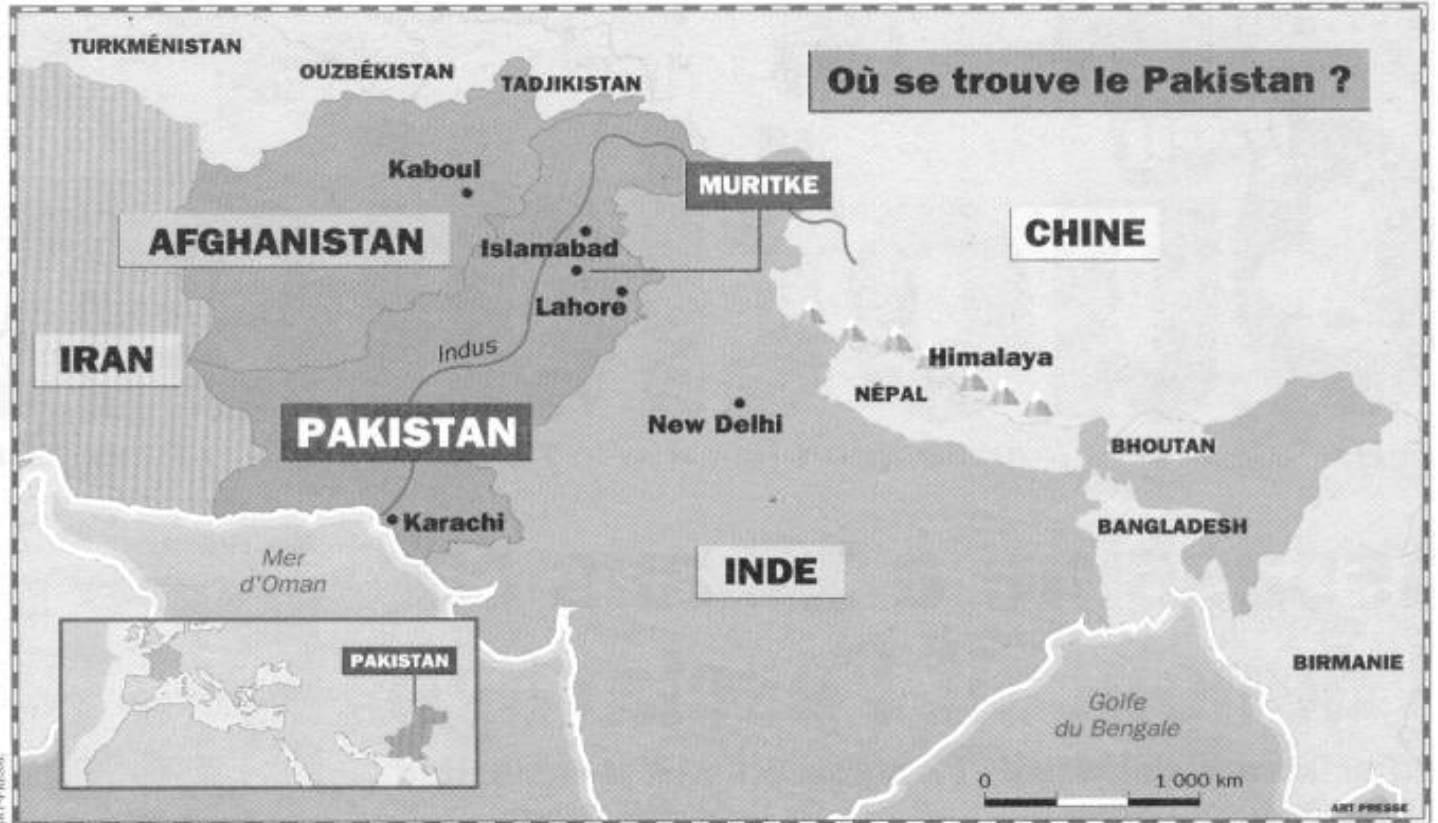 TURKMÉNISTAN
OUZBÉKISTAN
TADJIKISTAN
Où se trouve le Pakistan ?
Kaboul
MURITKE
AFGHANISTAN
Islamabad
CHINE
Lahore
IRAN
Indus
Himalaya
NÉPAL
PAKISTAN
New Delhi
BHOUTAN
Karachi
BANGLADESH
Mer
d'Oman
INDE
PAKISTAN
BIRMANIE
Golfe
du Bengale
0 1 000 km
ART PRESSE